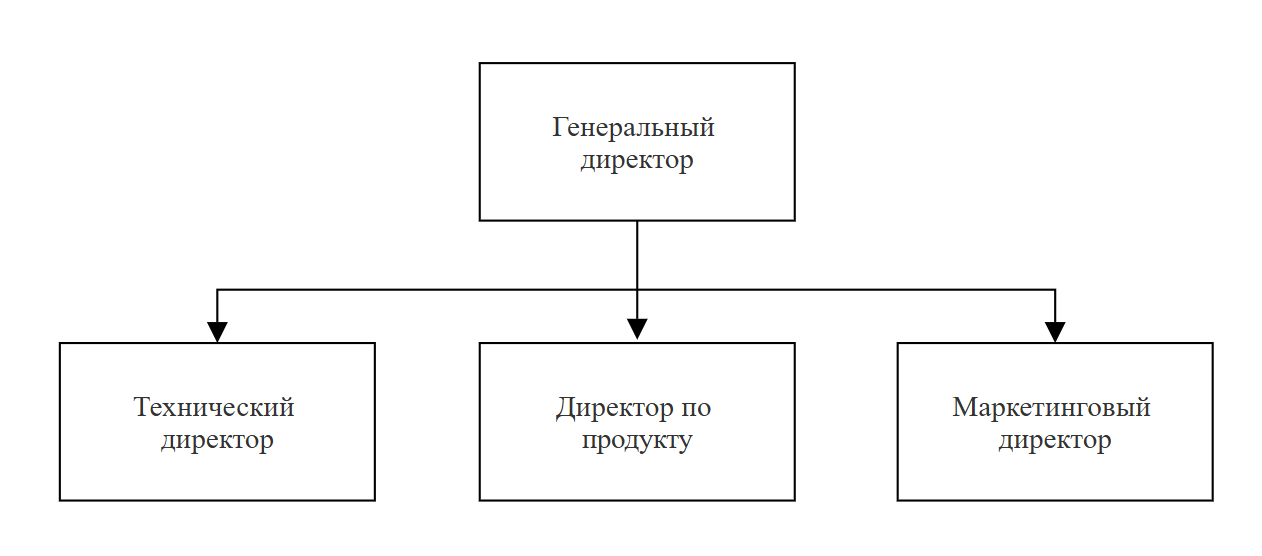 Генеральный
директор
Технический
директор
Директор по
продукту
Маркетинговый
директор